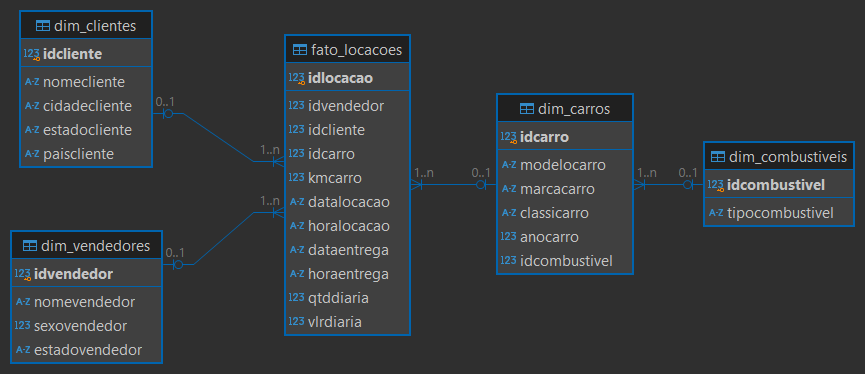 dim_clientes
123 idcliente
A-Z nomecliente
A-Z cidadecliente
A-Z estadocliente
A-Z paiscliente
0..1
1..n
fato_locacoes
123 idlocacao
123 idvendedor
123 idcliente
123 idcarro
123 kmcarro
A-Z datalocacao
A-Z horalocacao
A-Z dataentrega
A-Z horaentrega
123 qtddiaria
123 vlrdiaria
1..n
0..1
dim_vendedores
123 idvendedor
A-Z nomevendedor
123 sexovendedor
A-Z estadovendedor
0..1
1..n
dim_carros
123 idcarro
A-Z modelocarro
A-Z marcacarro
A-Z classicarro
123 anocarro
123 idcombustivel
1..n
0..1
dim_combustiveis
123 idcombustivel
A-Z tipocombustivel